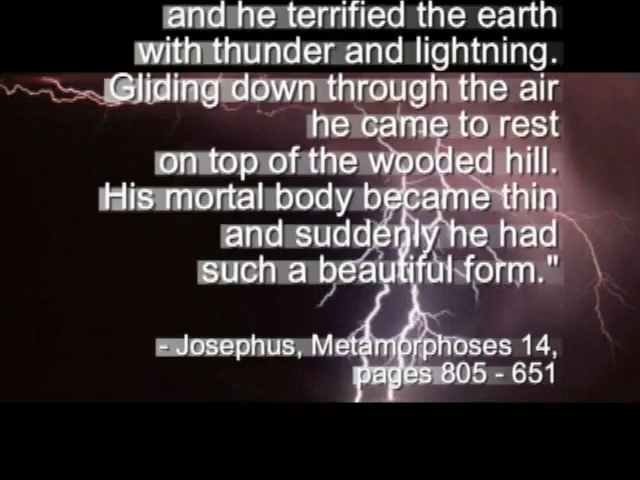 and he terrified the earth
with thunder and lightning.
Gliding down through the air
he came to rest
on top of the wooded hill.
His mortal body became thin
and suddenly he had
such a beautiful form."
- Josephus, Metamorphoses 14,
pages 805 - 651